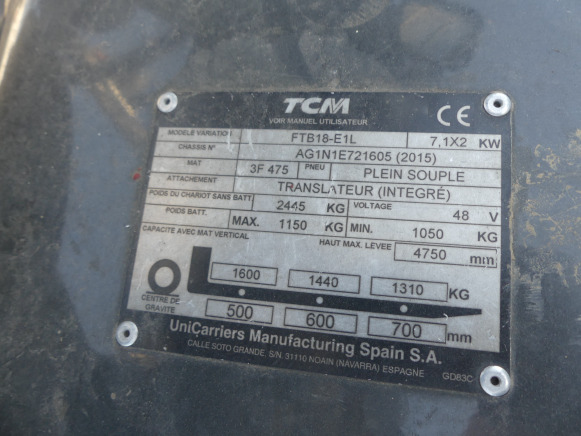 TCM
VOIR MANUEL UTILISATEUR
CE
MODELE VARIATION FTB18-E1L 7,1X2 KW
CHASSIS N° AG1N1E721605 (2015)
MAT 3F 475 PNEU PLEIN SOUPLE
ATTACHEMENT TRANSLATEUR (INTEGRÉ)
POIDS DU CHARIOT SANS BATT. 2445 KG VOLTAGE 48 V
POIDS BATT. MAX. 1150 KG MIN. 1050 KG
CAPACITE AVEC MAT VERTICAL HAUT MAX. LEVEE 4750 mm
1600 1440 1310 KG
CENTRE DE GRAVITE 500 600 700 mm
UniCarriers Manufacturing Spain S.A.
CALLE SOTO GRANDE, S/N. 31110 NOAIN (NAVARRA) ESPAGNE GD83C